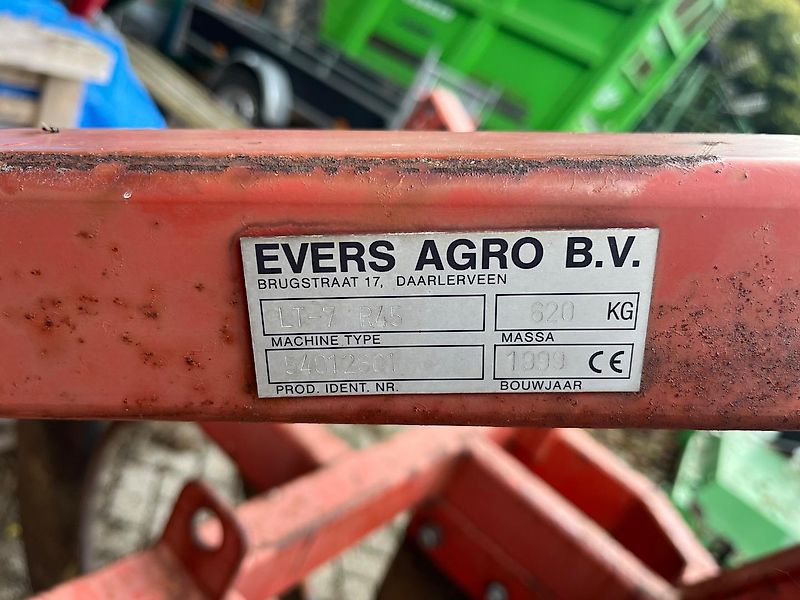 EVERS AGRO B.V.
BRUGSTRAAT 17, DAARLERVEEN
LT-7 R45 620 KG
MACHINE TYPE MASSA
1999 CE
PROD. IDENT. NR. BOUWJAAR